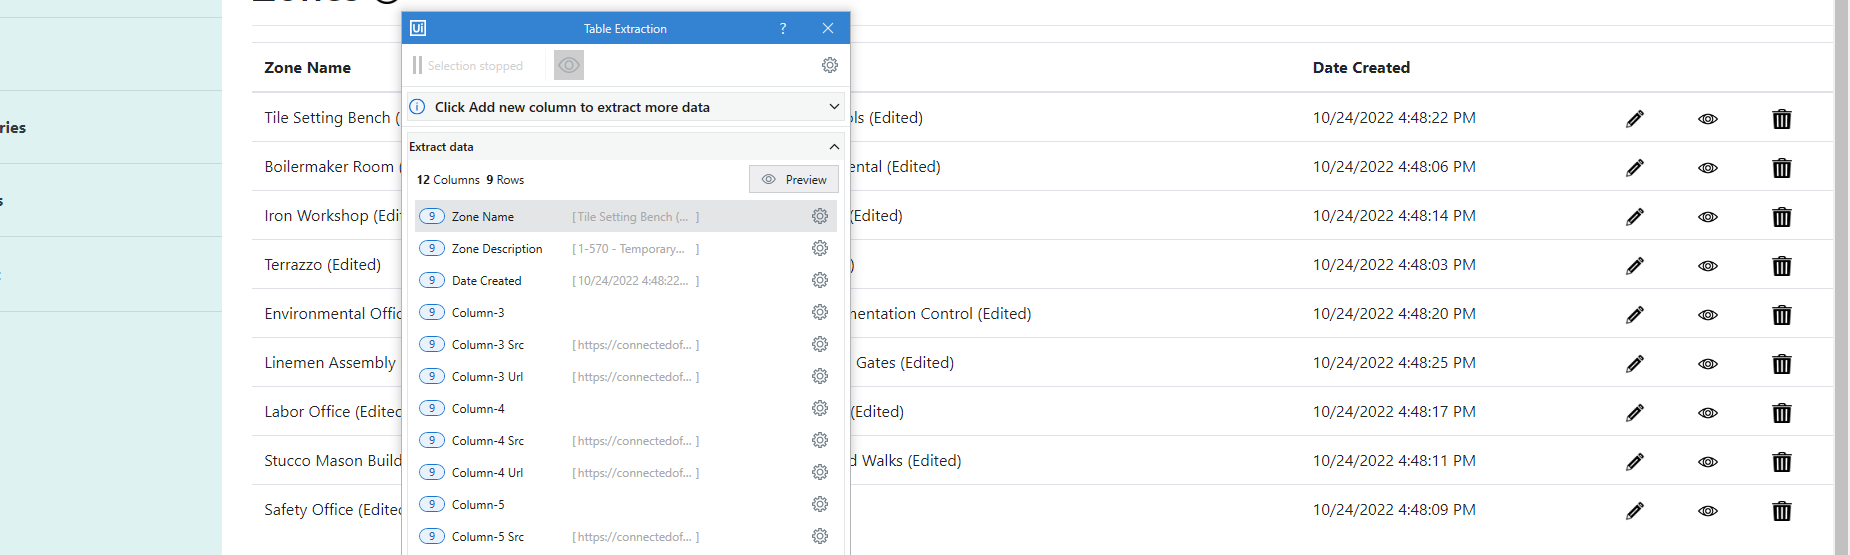 Zones
ries
s
Zone Name
Date Created
Tile Setting Bench (
ols (Edited)
10/24/2022 4:48:22 PM
Boilermaker Room (
ental (Edited)
10/24/2022 4:48:06 PM
Iron Workshop (Edi
(Edited)
10/24/2022 4:48:14 PM
Terrazzo (Edited)
)
10/24/2022 4:48:03 PM
Environmental Offic
mentation Control (Edited)
10/24/2022 4:48:20 PM
Linemen Assembly
Gates (Edited)
10/24/2022 4:48:25 PM
Labor Office (Edited
(Edited)
10/24/2022 4:48:17 PM
Stucco Mason Build
d Walks (Edited)
10/24/2022 4:48:11 PM
Safety Office (Edited
10/24/2022 4:48:09 PM
Ui Table Extraction ?
Selection stopped
Click Add new column to extract more data
Extract data
12 Columns 9 Rows
Preview
9 Zone Name [Tile Setting Bench (... ]
9 Zone Description [1-570 - Temporary... ]
9 Date Created [10/24/2022 4:48:22... ]
9 Column-3
9 Column-3 Src [https://connectedof... ]
9 Column-3 Url [https://connectedof... ]
9 Column-4
9 Column-4 Src [https://connectedof... ]
9 Column-4 Url [https://connectedof... ]
9 Column-5
9 Column-5 Src [https://connectedof... ]